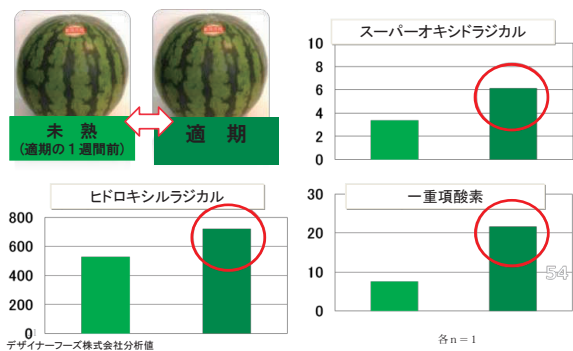 未 熟
(適期の１週間前)
適 期
スーパーオキシドラジカル
10
8
6
4
2
0
ヒドロキシルラジカル
800
600
400
200
0
一重項酸素
30
20
10
0
54
デザイナーフーズ株式会社分析値
各ｎ＝１